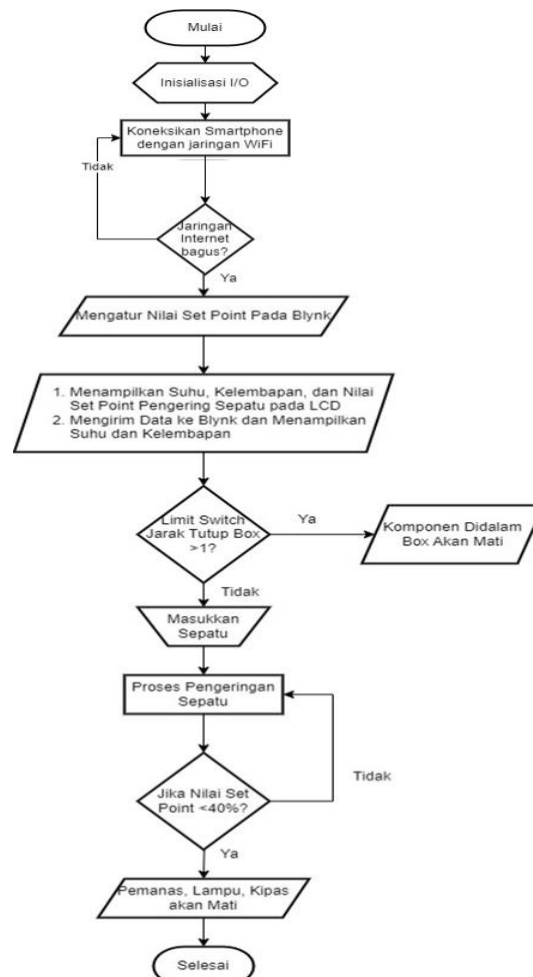 Mulai
Inisialisasi I/O
Koneksikan Smartphone
dengan jaringan WiFi
Tidak
Jaringan
Internet
bagus?
Ya
Mengatur Nilai Set Point Pada Blynk
1. Menampilkan Suhu, Kelembapan, dan Nilai
Set Point Pengering Sepatu pada LCD
2. Mengirim Data ke Blynk dan Menampilkan
Suhu dan Kelembapan
Limit Switch
Jarak Tutup Box
>1?
Ya
Komponen Didalam
Box Akan Mati
Tidak
Masukkan
Sepatu
Proses Pengeringan
Sepatu
Jika Nilai Set
Point <40%?
Tidak
Ya
Pemanas, Lampu, Kipas
akan Mati
Selesai